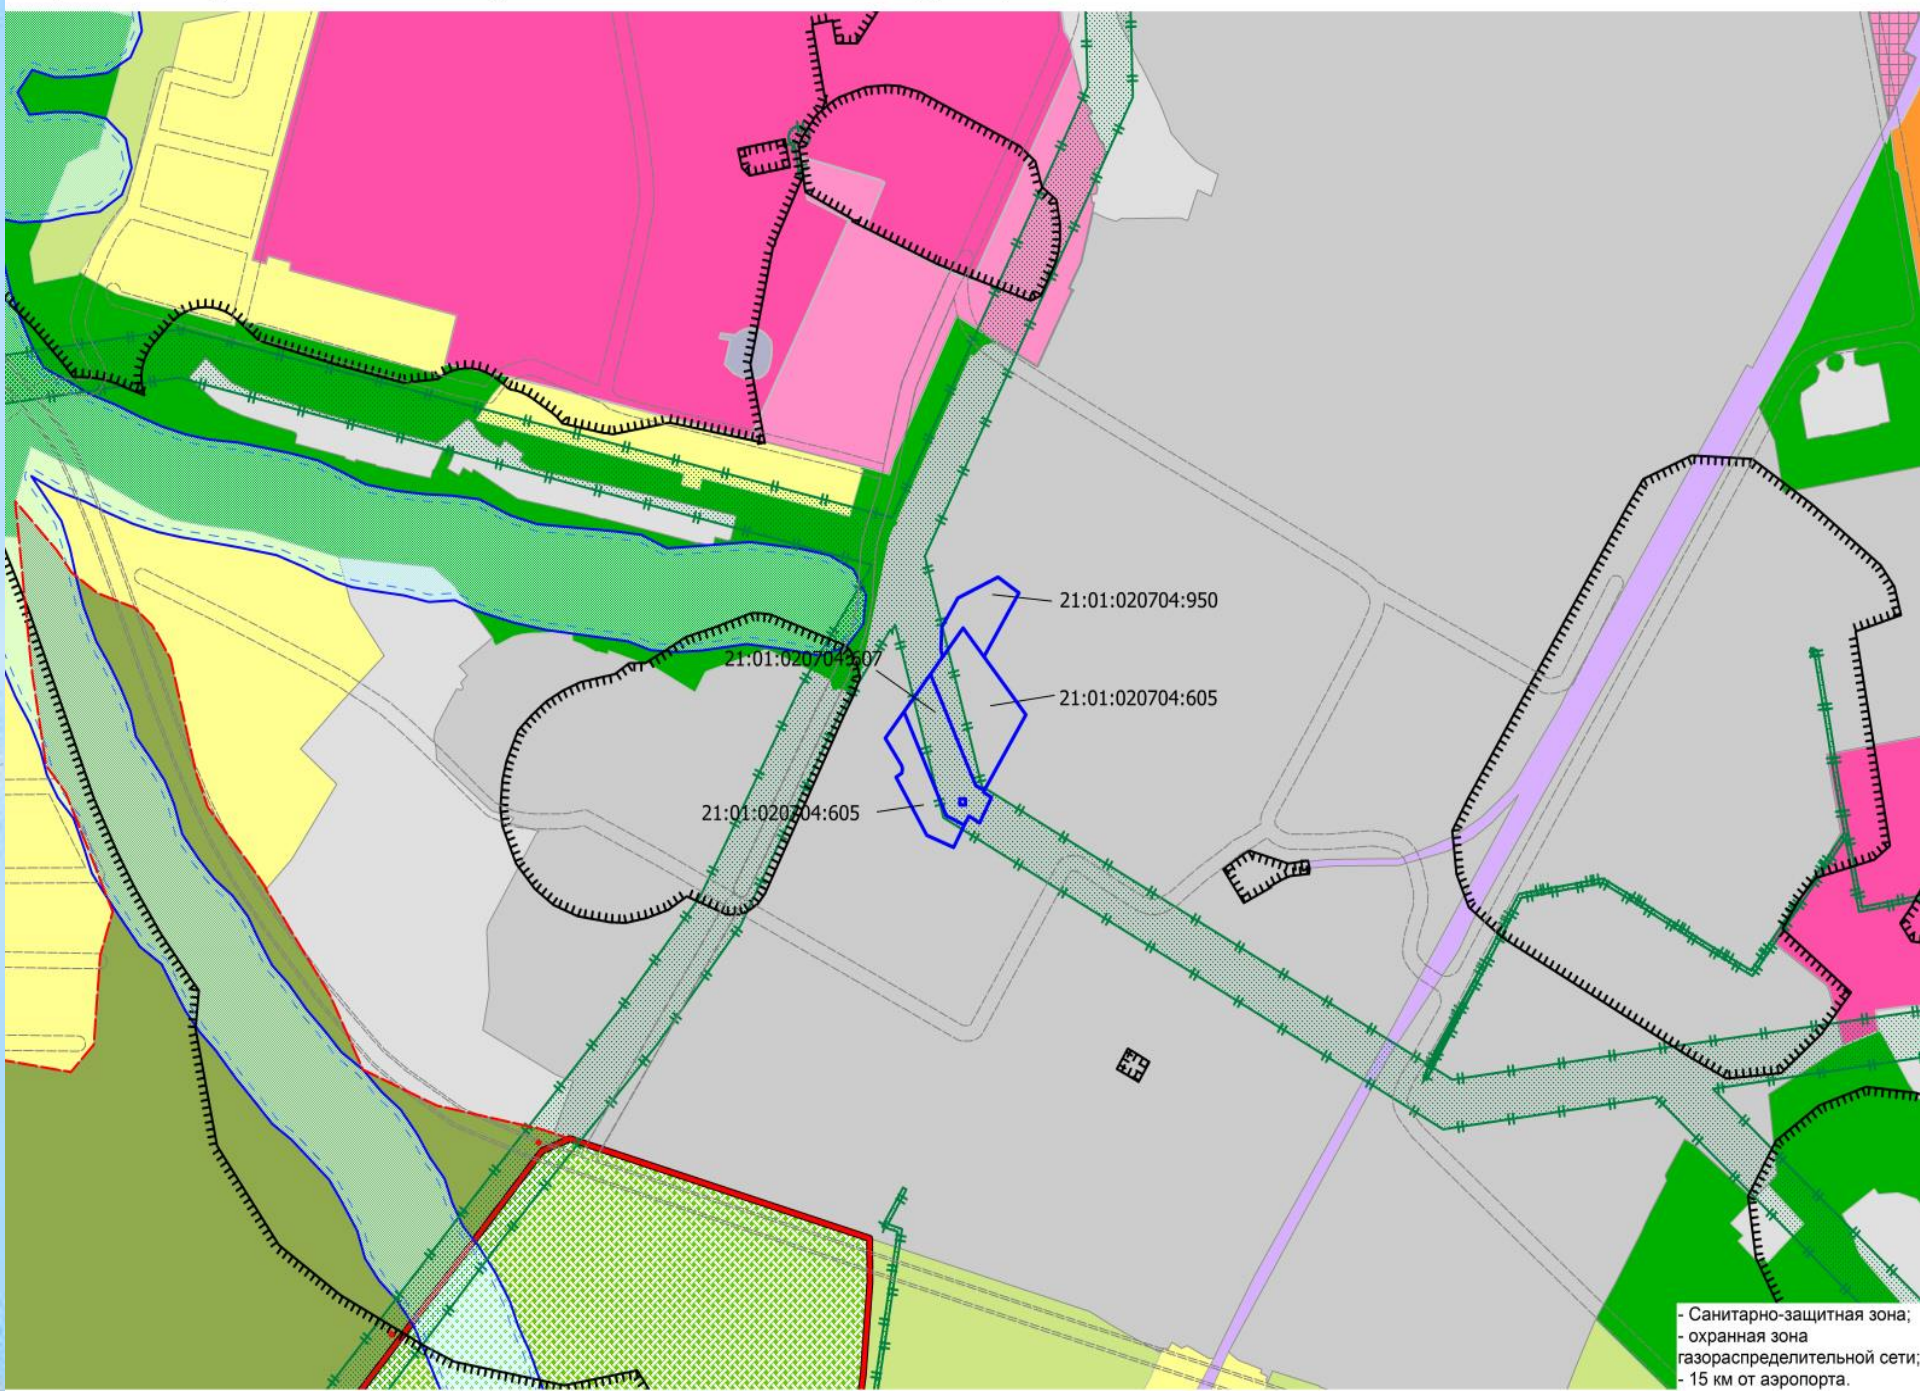 21:01:020704:950
21:01:020704:607
21:01:020704:605
21:01:020704:605
- Санитарно-защитная зона;
- охранная зона
газораспределительной сети;
- 15 км от аэропорта.